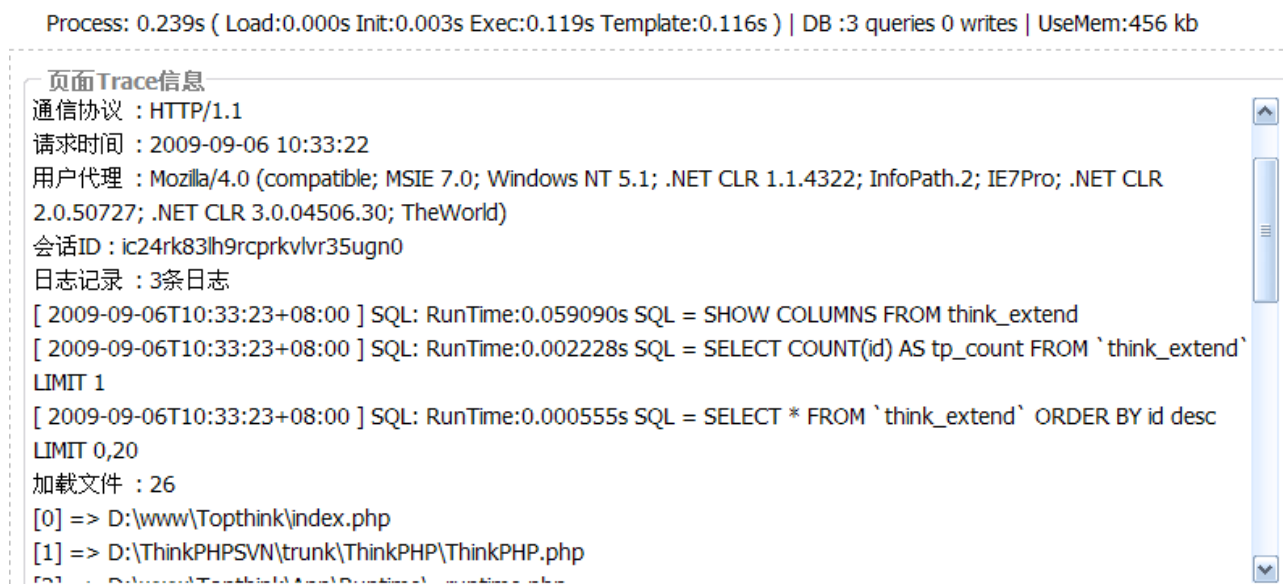 Process: 0.239s ( Load:0.000s Init:0.003s Exec:0.119s Template:0.116s ) | DB :3 queries 0 writes | UseMem:456 kb
页面Trace信息
通信协议 : HTTP/1.1
请求时间 : 2009-09-06 10:33:22
用户代理 : Mozilla/4.0 (compatible; MSIE 7.0; Windows NT 5.1; .NET CLR 1.1.4322; InfoPath.2; IE7Pro; .NET CLR
2.0.50727; .NET CLR 3.0.04506.30; TheWorld)
会话ID : ic24rk83lh9rcprkvlvr35ugn0
日志记录 : 3条日志
[ 2009-09-06T10:33:23+08:00 ] SQL: RunTime:0.059090s SQL = SHOW COLUMNS FROM think_extend
[ 2009-09-06T10:33:23+08:00 ] SQL: RunTime:0.002228s SQL = SELECT COUNT(id) AS tp_count FROM `think_extend`
LIMIT 1
[ 2009-09-06T10:33:23+08:00 ] SQL: RunTime:0.000555s SQL = SELECT * FROM `think_extend` ORDER BY id desc
LIMIT 0,20
加载文件 : 26
[0] => D:\www\Topthink\index.php
[1] => D:\ThinkPHPSVN\trunk\ThinkPHP\ThinkPHP.php